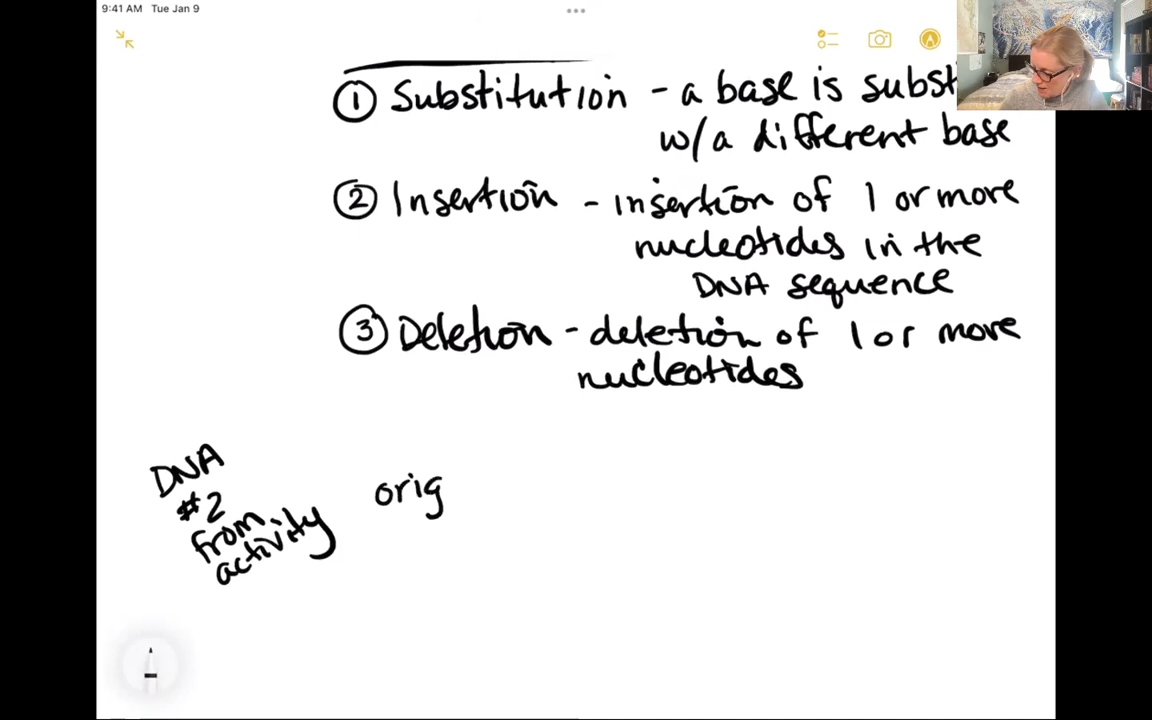 9:41 AM Tue Jan 9
① Substitution - a base is subst
w/a different base
② Insertion - insertion of 1 or more
nucleotides in the
DNA sequence
③ Deletion - deletion of 1 or more
nucleotides
DNA
#2
from
activity
orig